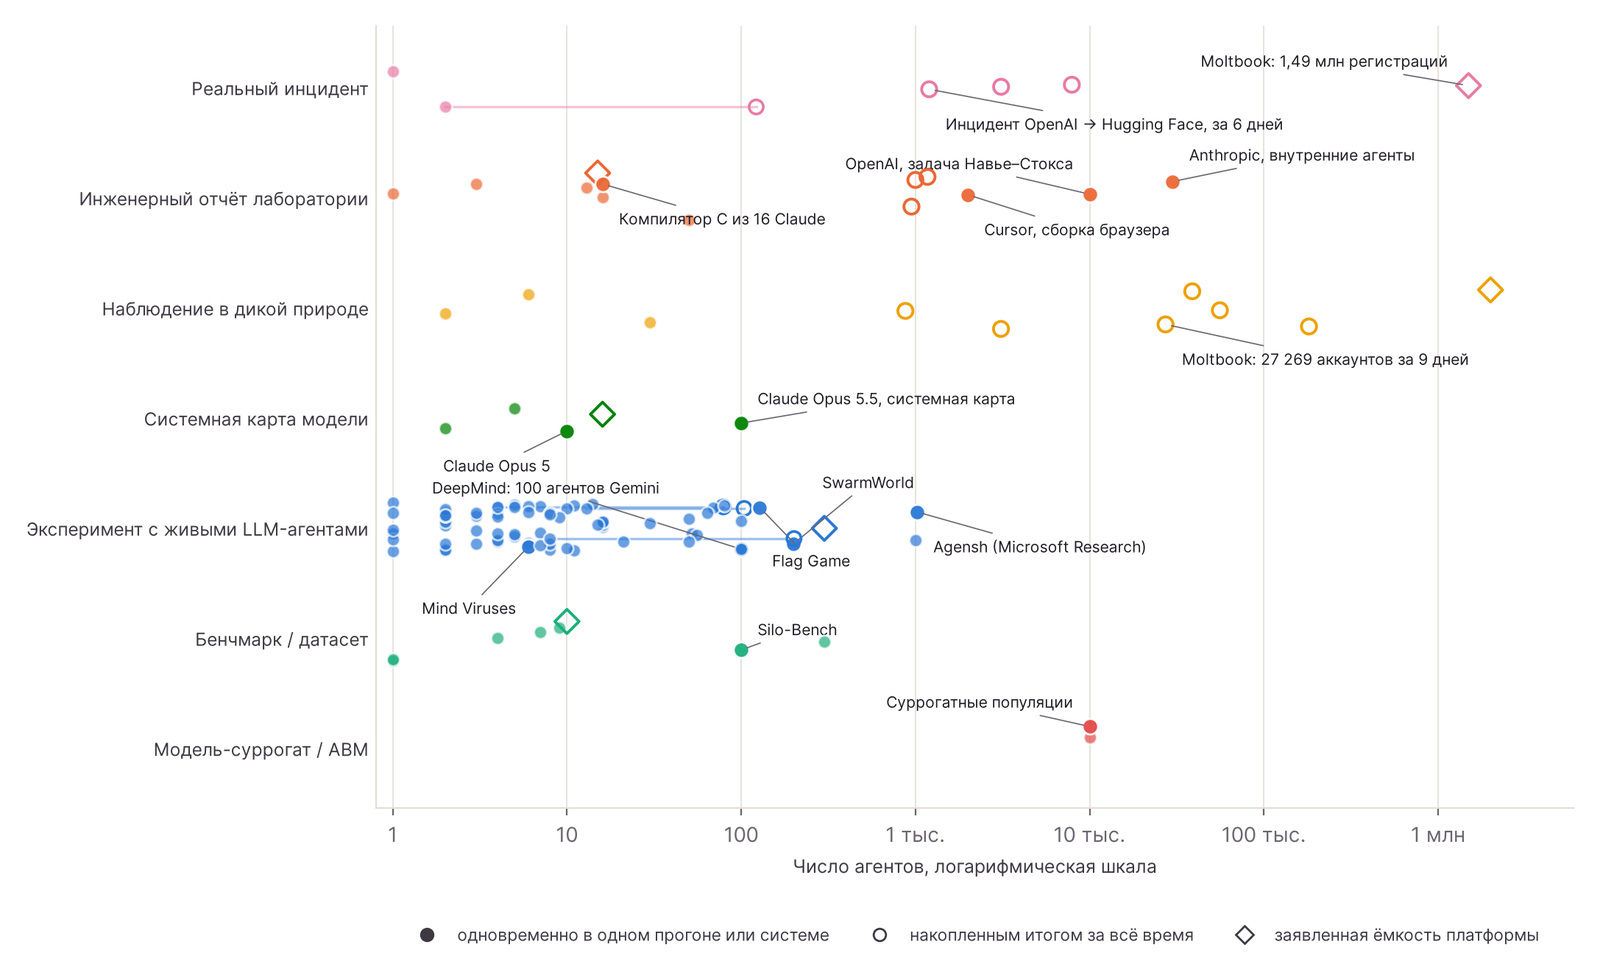 Moltbook: 1,49 млн регистраций
Реальный инцидент
Инцидент OpenAI → Hugging Face, за 6 дней
OpenAI, задача Навье–Стокса
Anthropic, внутренние агенты
Инженерный отчёт лаборатории
Компилятор C из 16 Claude
Cursor, сборка браузера
Наблюдение в дикой природе
Moltbook: 27 269 аккаунтов за 9 дней
Claude Opus 5.5, системная карта
Системная карта модели
Claude Opus 5
DeepMind: 100 агентов Gemini
SwarmWorld
Эксперимент с живыми LLM-агентами
Agensh (Microsoft Research)
Flag Game
Mind Viruses
Silo-Bench
Бенчмарк / датасет
Суррогатные популяции
Модель-суррогат / ABM
1
10
100
1 тыс.
10 тыс.
100 тыс.
1 млн
Число агентов, логарифмическая шкала
одновременно в одном прогоне или системе
накопленным итогом за всё время
заявленная ёмкость платформы